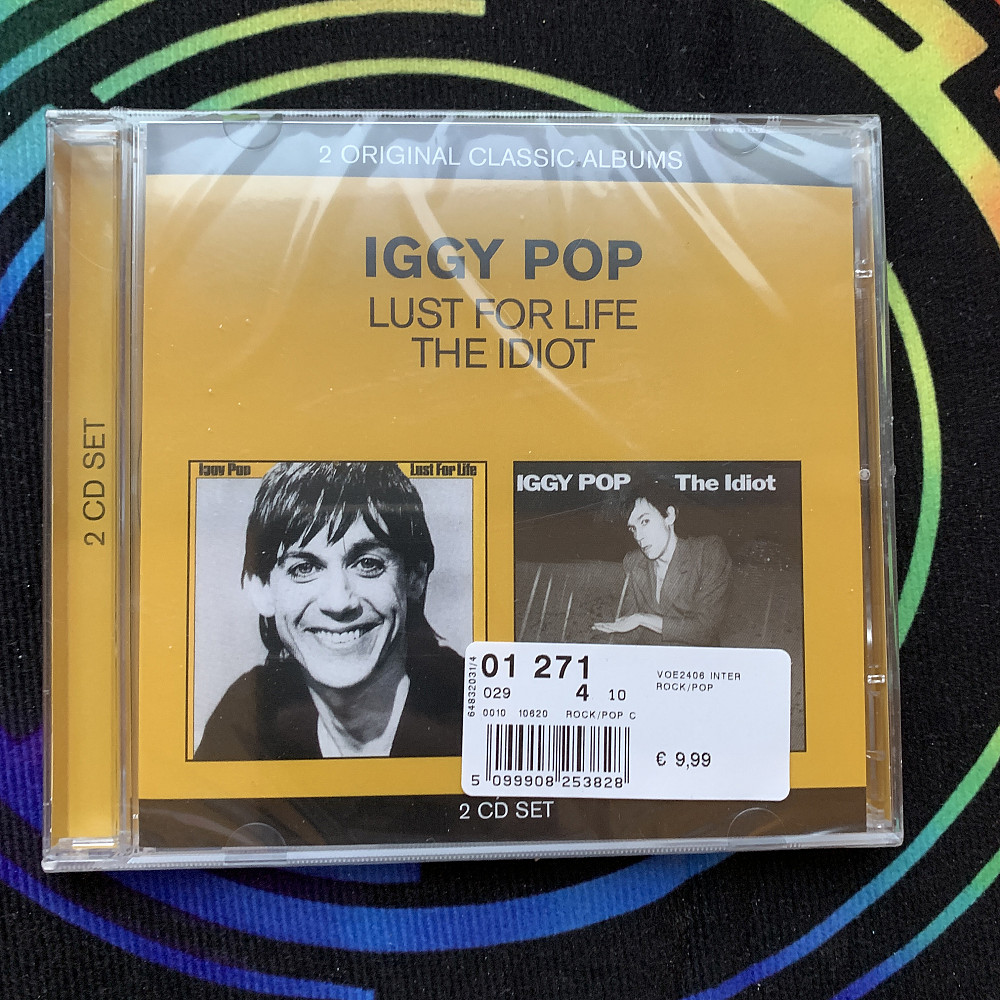 2 ORIGINAL CLASSIC ALBUMS
IGGY POP
LUST FOR LIFE
THE IDIOT
2 CD SET
Iggy Pop Lust For Life
IGGY POP The Idiot
64832031/4
01 271
029 4 10
0010 10620 ROCK/POP C
5 099908 253828
VOE2406 INTER
ROCK/POP
€ 9,99
2 CD SET